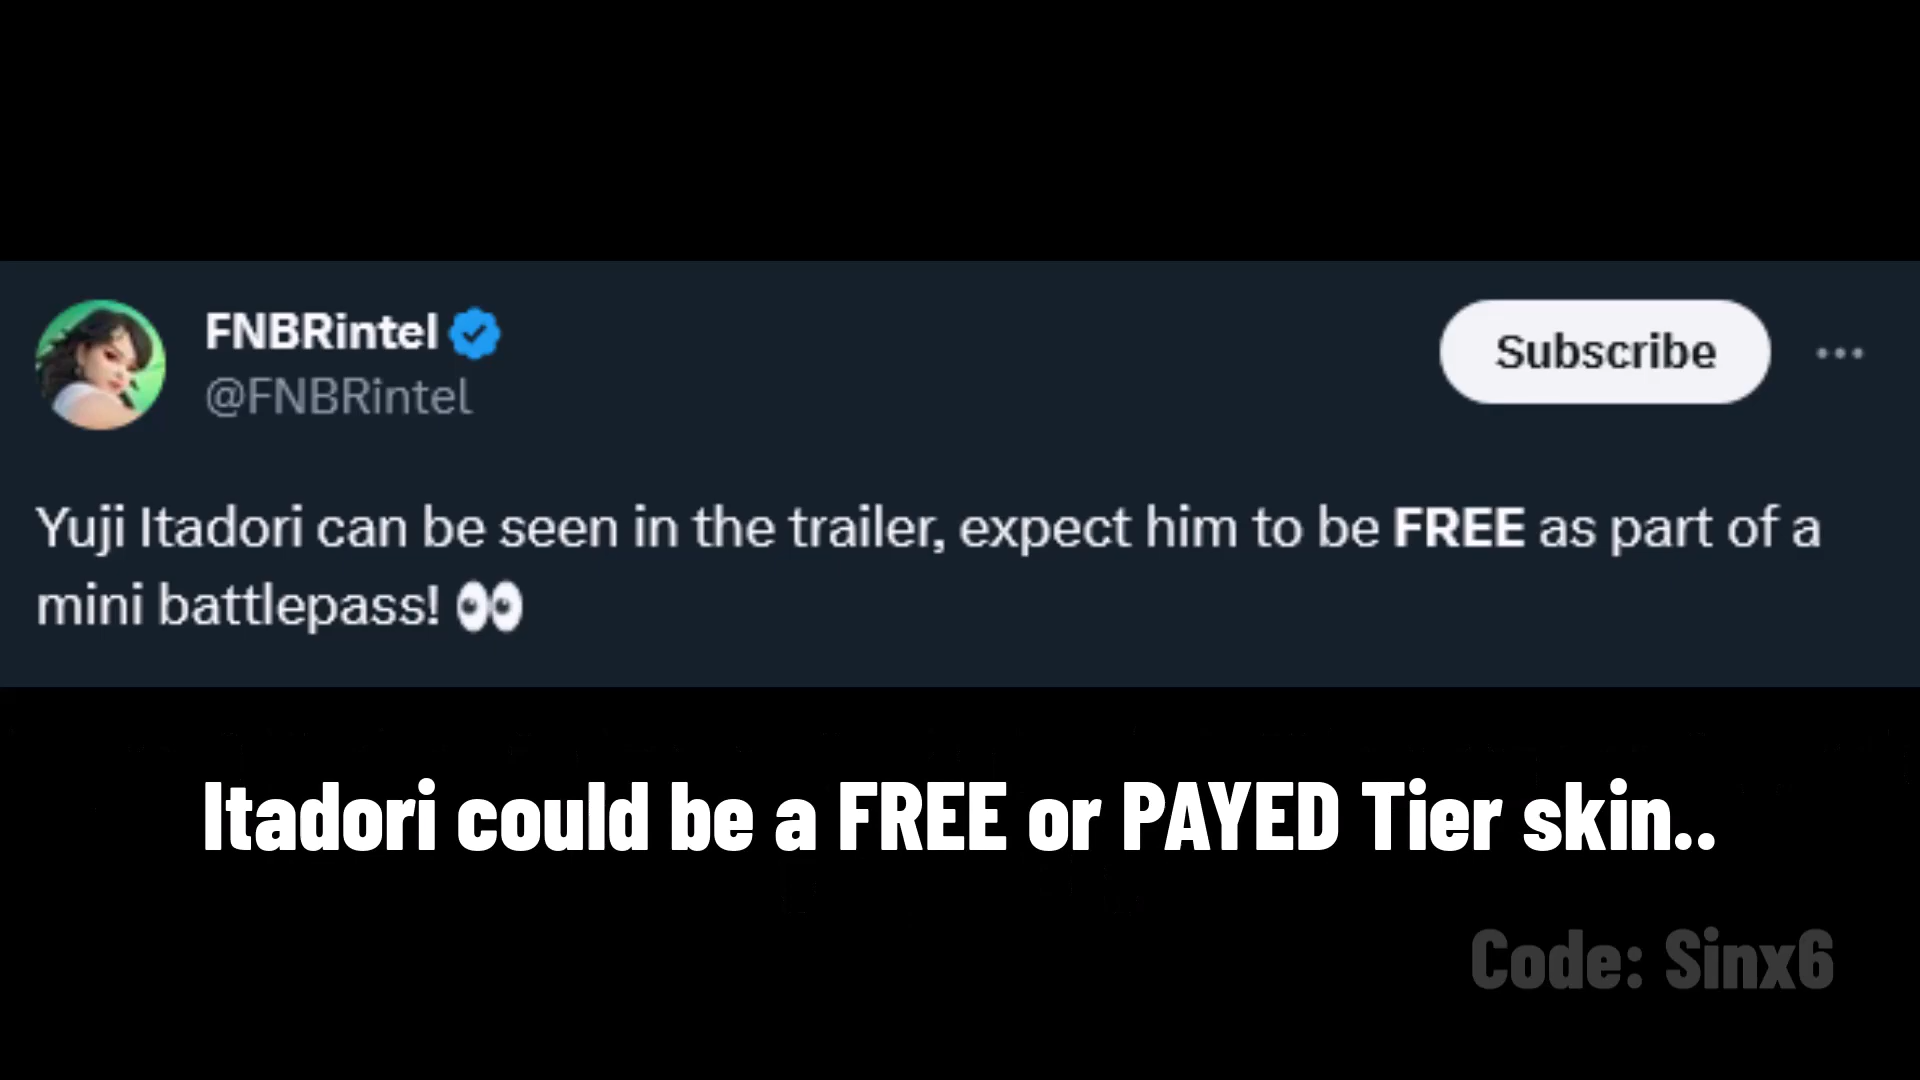 FNBRintel
@FNBRintel
Subscribe
Yuji Itadori can be seen in the trailer, expect him to be FREE as part of a
mini battlepass! 👀
Itadori could be a FREE or PAYED Tier skin..
Code: Sinx6